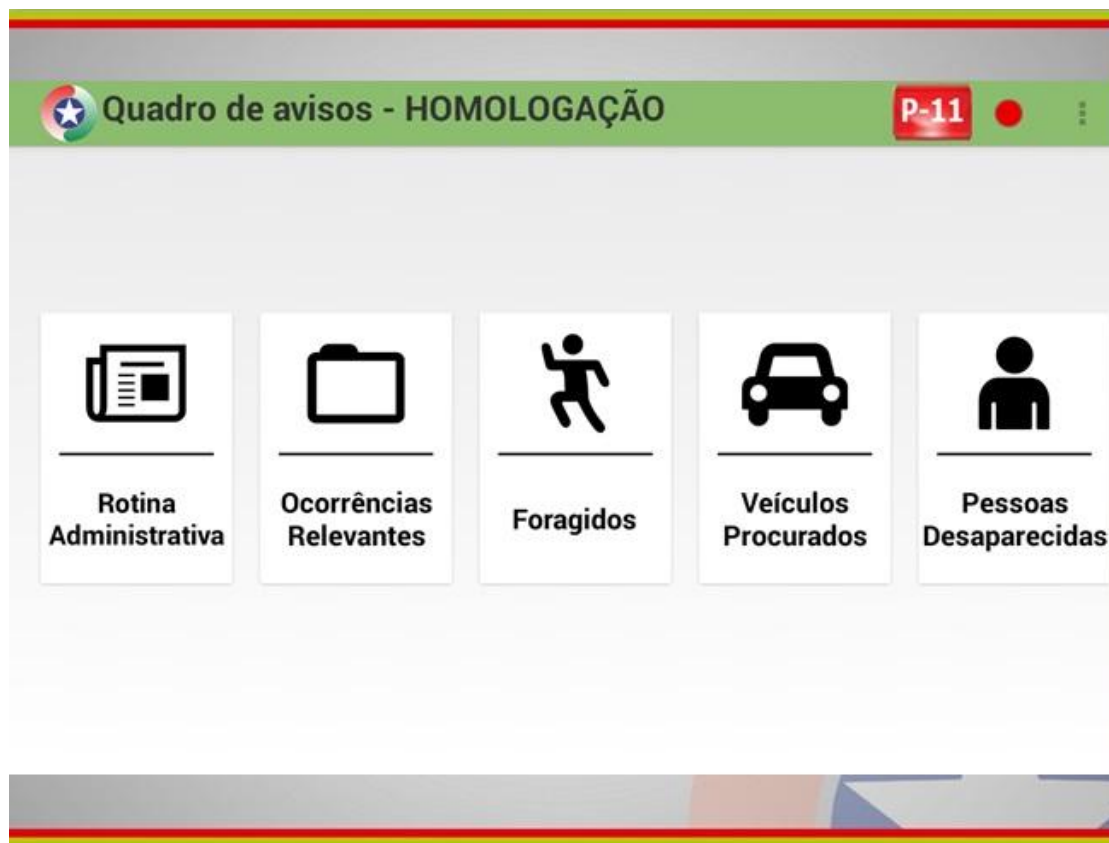 Quadro de avisos - HOMOLOGAÇÃO
P-11
Rotina
Administrativa
Ocorrências
Relevantes
Foragidos
Veículos
Procurados
Pessoas
Desaparecidas